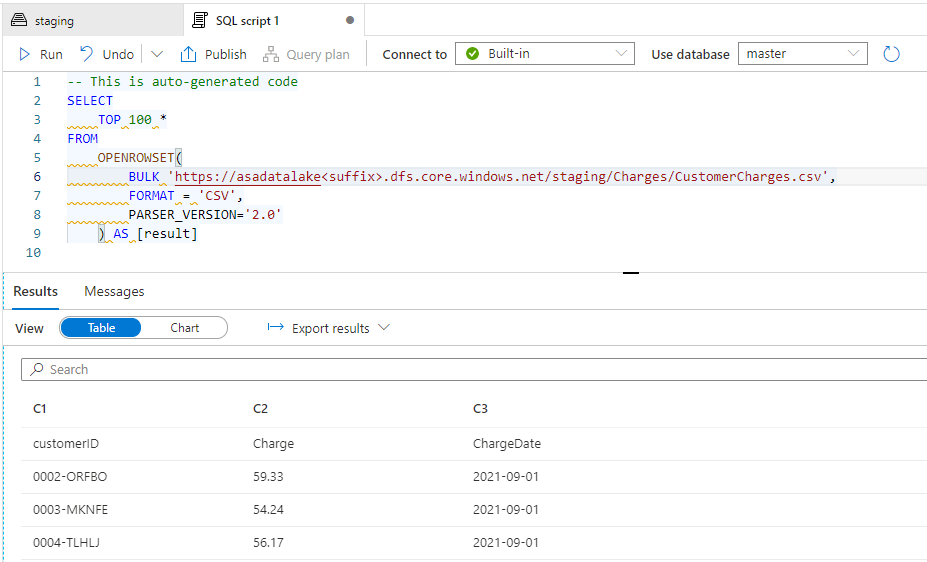 staging SQL script 1
Run Undo Publish Query plan Connect to Built-in Use database master
1 -- This is auto-generated code
2 SELECT
3 TOP 100 *
4 FROM
5 OPENROWSET(
6 BULK 'https://asadatalake<suffix>.dfs.core.windows.net/staging/Charges/CustomerCharges.csv',
7 FORMAT = 'CSV',
8 PARSER_VERSION='2.0'
9 ) AS [result]
10
Results Messages
View Table Chart Export results
Search
C1 C2 C3
customerID Charge ChargeDate
0002-ORFBO 59.33 2021-09-01
0003-MKNFE 54.24 2021-09-01
0004-TLHLJ 56.17 2021-09-01